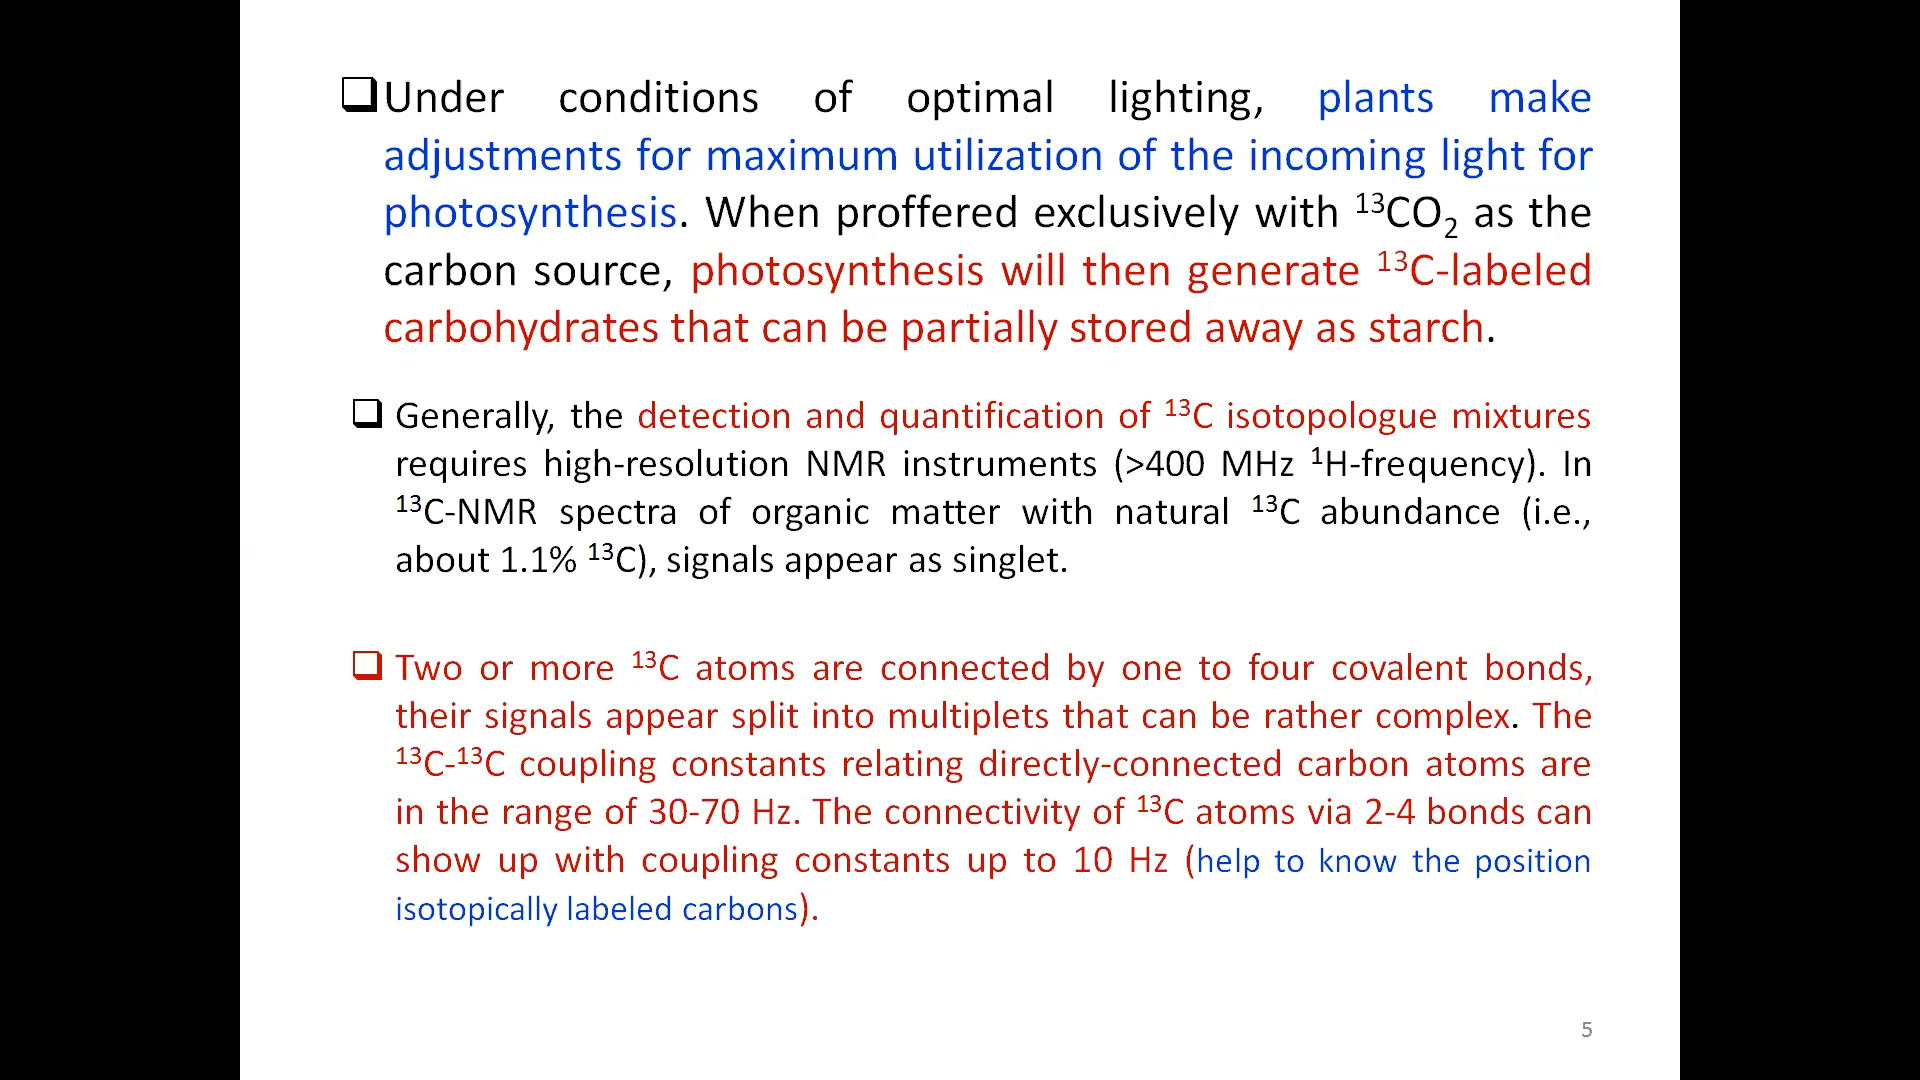 ❑Under conditions of optimal lighting, plants make
adjustments for maximum utilization of the incoming light for
photosynthesis. When proffered exclusively with ¹³CO₂ as the
carbon source, photosynthesis will then generate ¹³C-labeled
carbohydrates that can be partially stored away as starch.
❑ Generally, the detection and quantification of ¹³C isotopologue mixtures
requires high-resolution NMR instruments (>400 MHz ¹H-frequency). In
¹³C-NMR spectra of organic matter with natural ¹³C abundance (i.e.,
about 1.1% ¹³C), signals appear as singlet.
❑ Two or more ¹³C atoms are connected by one to four covalent bonds,
their signals appear split into multiplets that can be rather complex. The
¹³C-¹³C coupling constants relating directly-connected carbon atoms are
in the range of 30-70 Hz. The connectivity of ¹³C atoms via 2-4 bonds can
show up with coupling constants up to 10 Hz (help to know the position
isotopically labeled carbons).
5